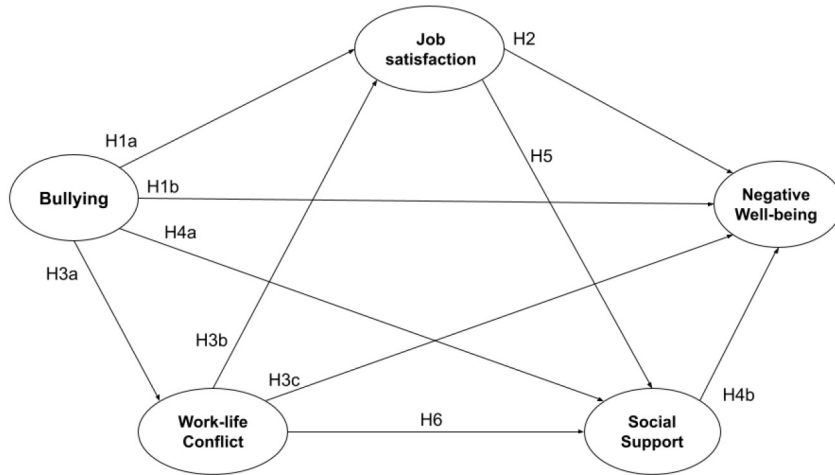 Job
satisfaction
H2
H1a
H5
Bullying
H1b
Negative
Well-being
H4a
H3a
H3b
H3c
H4b
Work-life
Conflict
H6
Social
Support